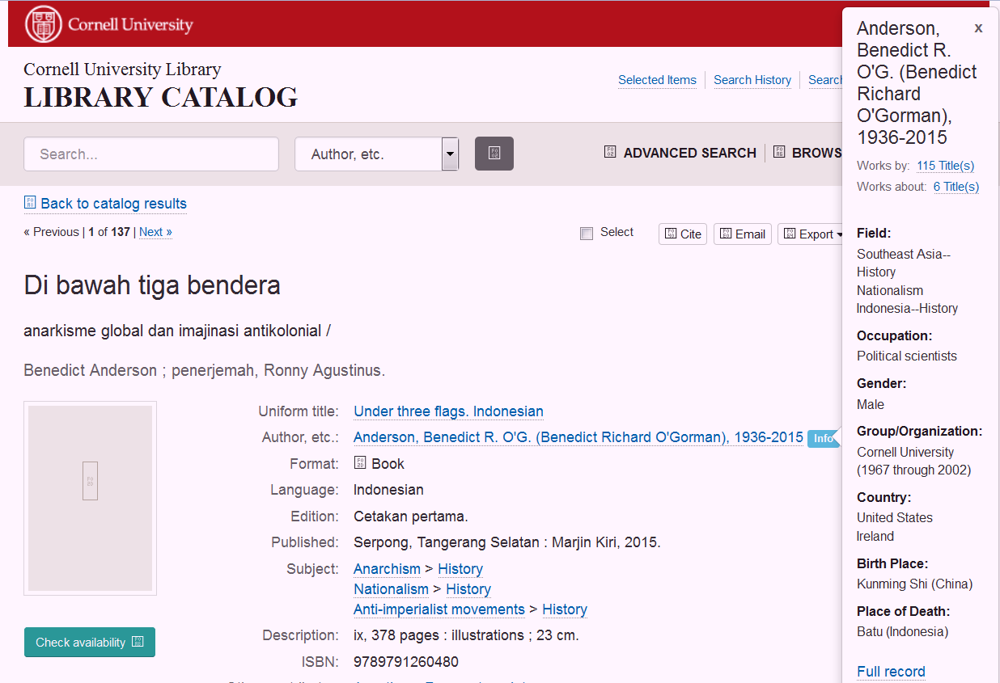 Cornell University
Cornell University Library
LIBRARY CATALOG
Selected Items
Search History
Search
Search...
Author, etc.
ADVANCED SEARCH
BROWS
Back to catalog results
« Previous | 1 of 137 | Next »
Select
Cite
Email
Export
Di bawah tiga bendera
anarkisme global dan imajinasi antikolonial /
Benedict Anderson ; penerjemah, Ronny Agustinus.
Uniform title: Under three flags. Indonesian
Author, etc.: Anderson, Benedict R. O'G. (Benedict Richard O'Gorman), 1936-2015 Info
Format: Book
Language: Indonesian
Edition: Cetakan pertama.
Published: Serpong, Tangerang Selatan : Marjin Kiri, 2015.
Subject: Anarchism > History
Nationalism > History
Anti-imperialist movements > History
Description: ix, 378 pages : illustrations ; 23 cm.
ISBN: 9789791260480
Check availability
Anderson, x
Benedict R.
O'G. (Benedict
Richard
O'Gorman),
1936-2015
Works by: 115 Title(s)
Works about: 6 Title(s)
Field:
Southeast Asia--
History
Nationalism
Indonesia--History
Occupation:
Political scientists
Gender:
Male
Group/Organization:
Cornell University
(1967 through 2002)
Country:
United States
Ireland
Birth Place:
Kunming Shi (China)
Place of Death:
Batu (Indonesia)
Full record